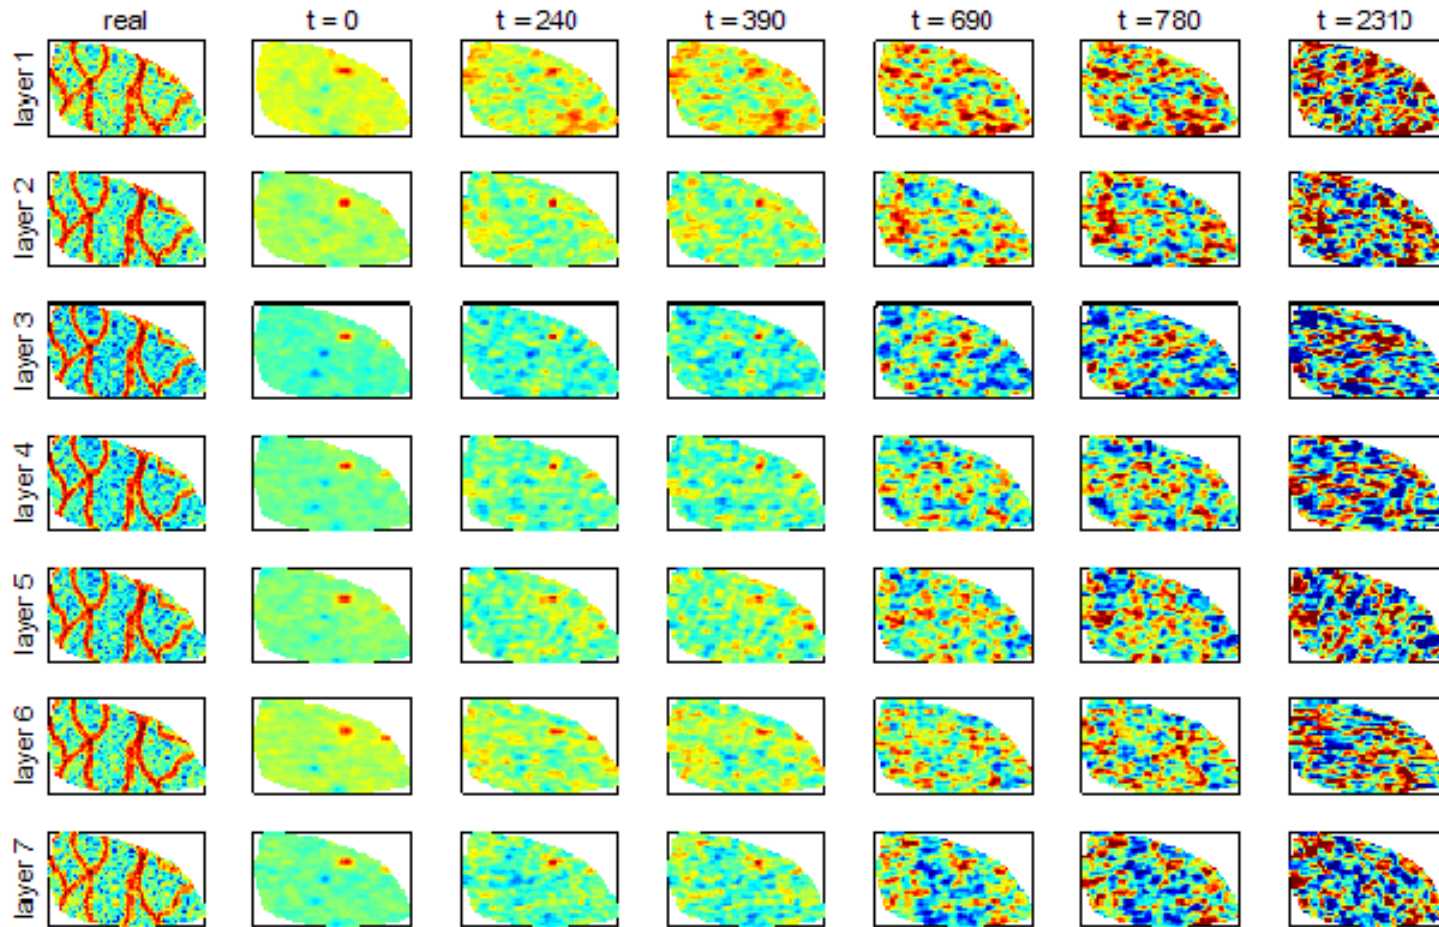 real t = 0 t = 240 t = 390 t = 690 t = 780 t = 2310
layer 1
layer 2
layer 3
layer 4
layer 5
layer 6
layer 7